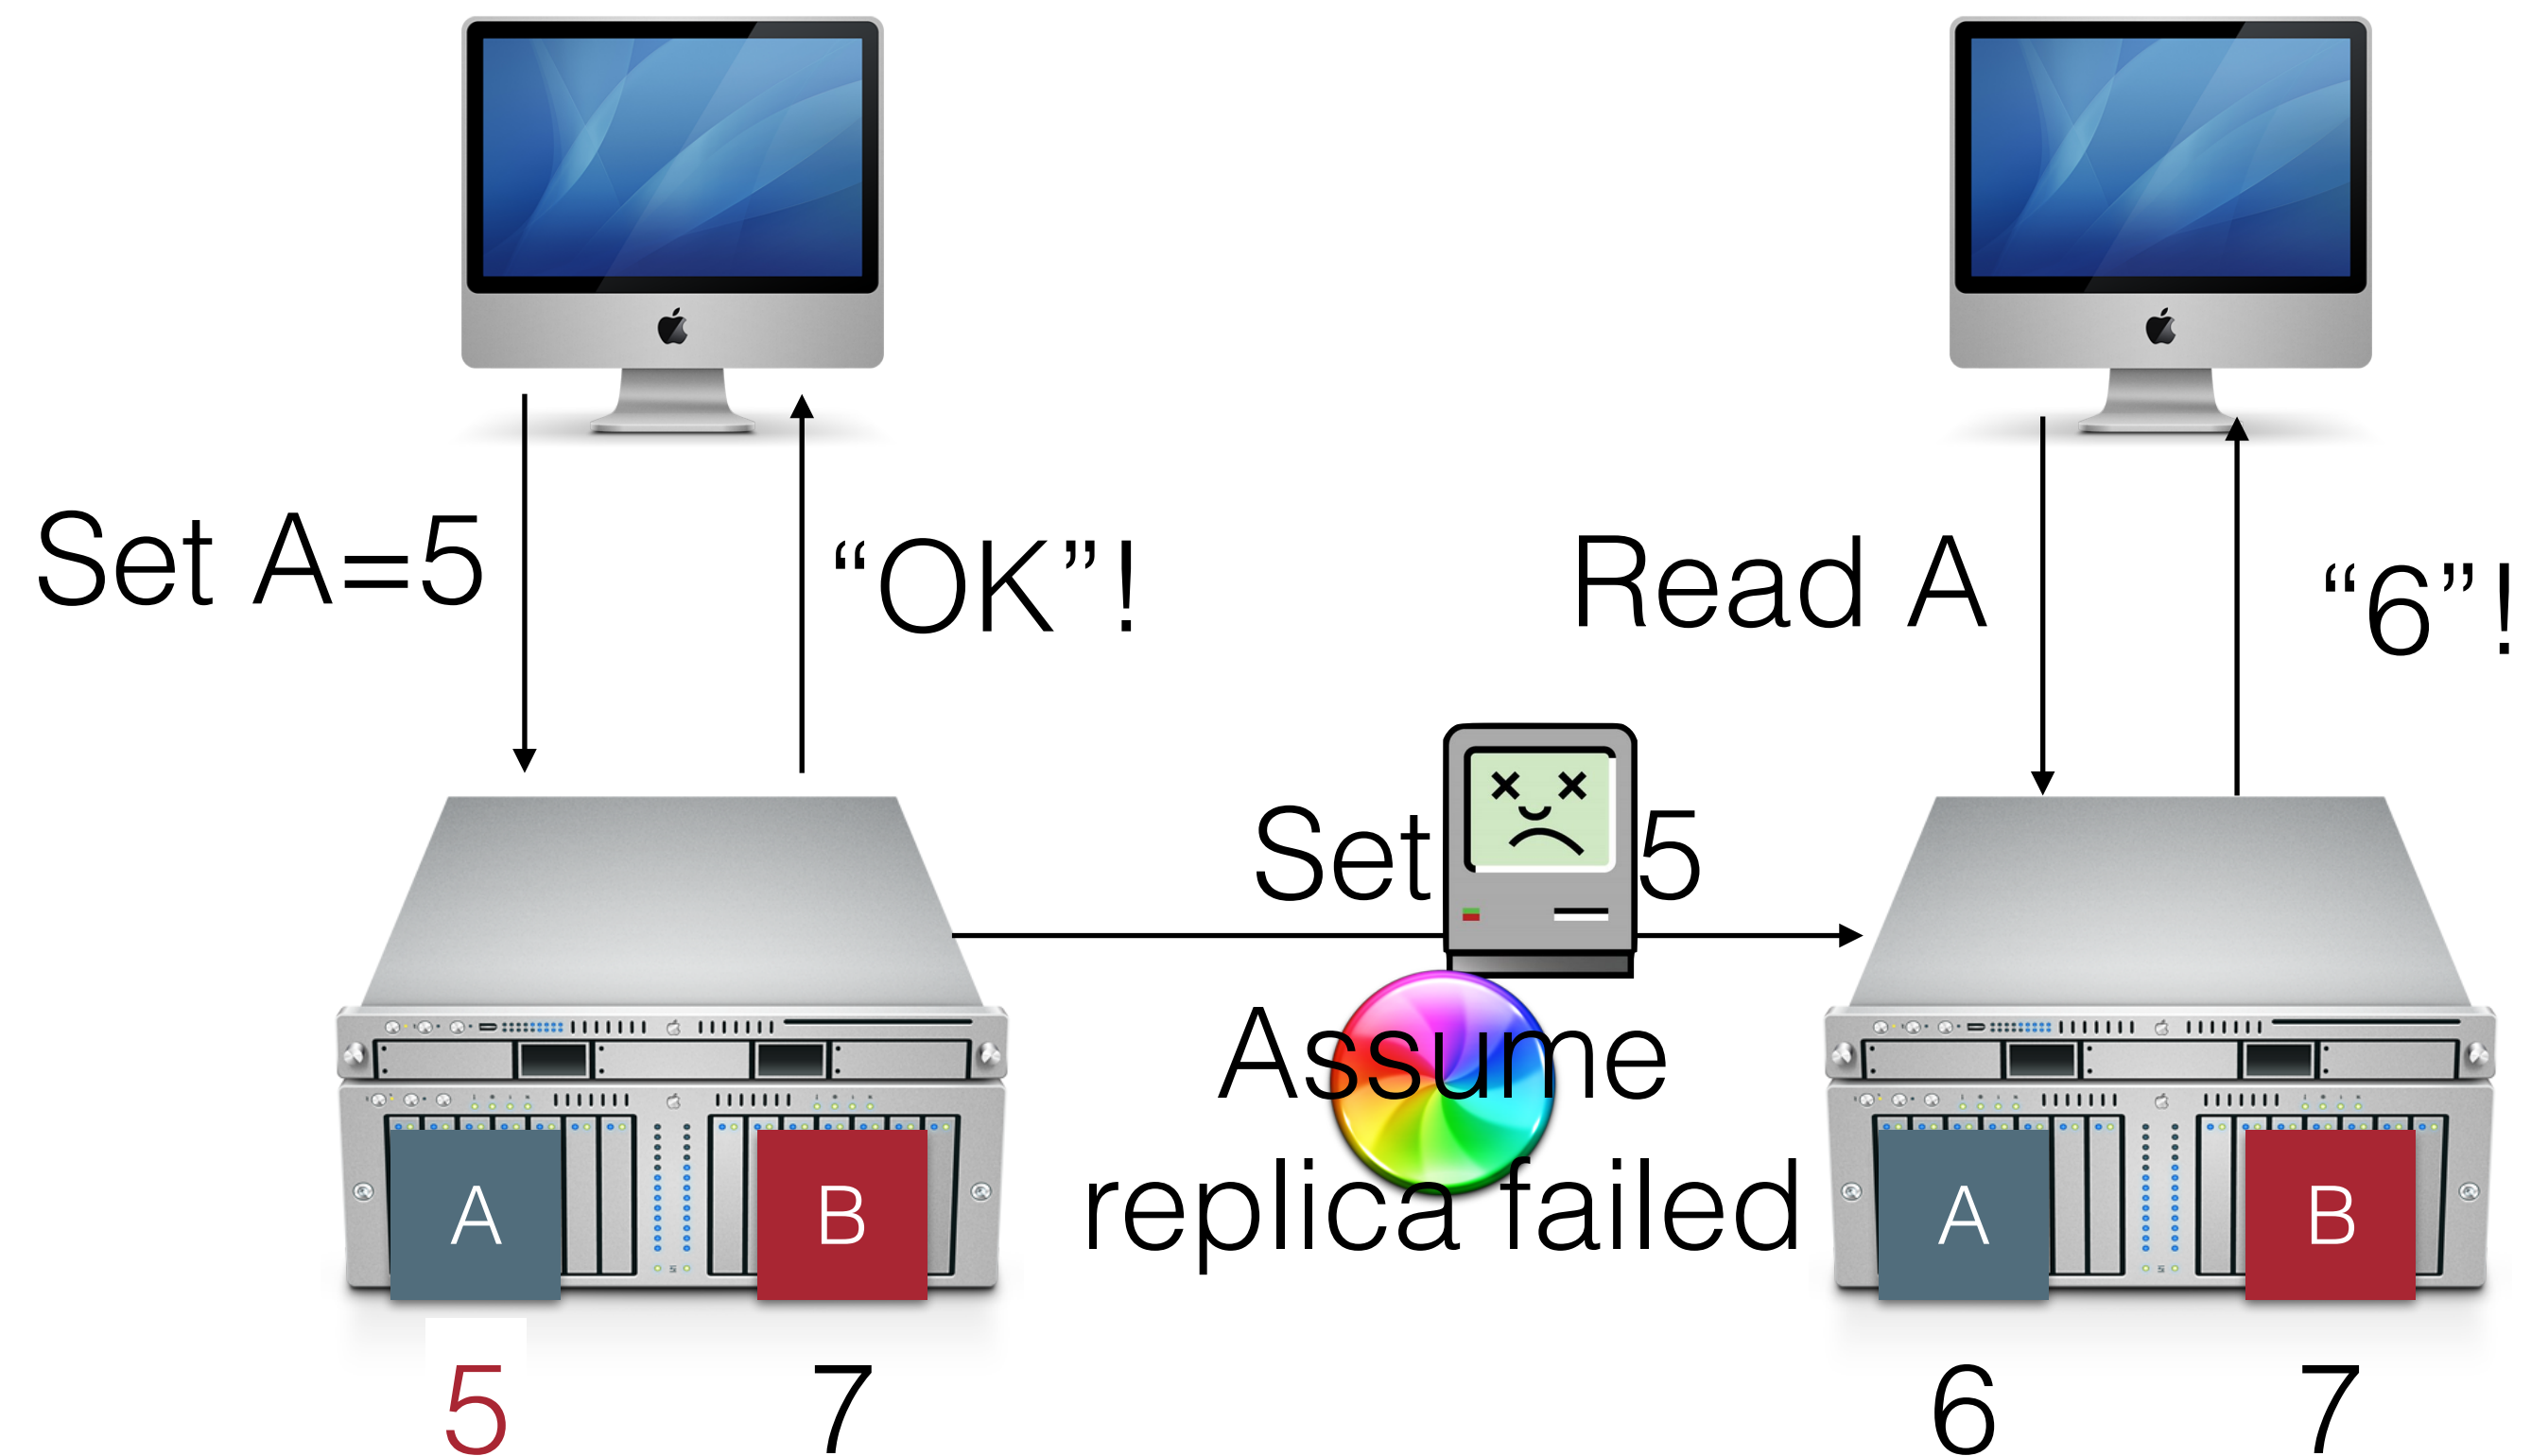 Set A=5
“OK”!
Read A
“6”!
Set 5
Assume
replica failed
A
B
A
B
5
7
6
7